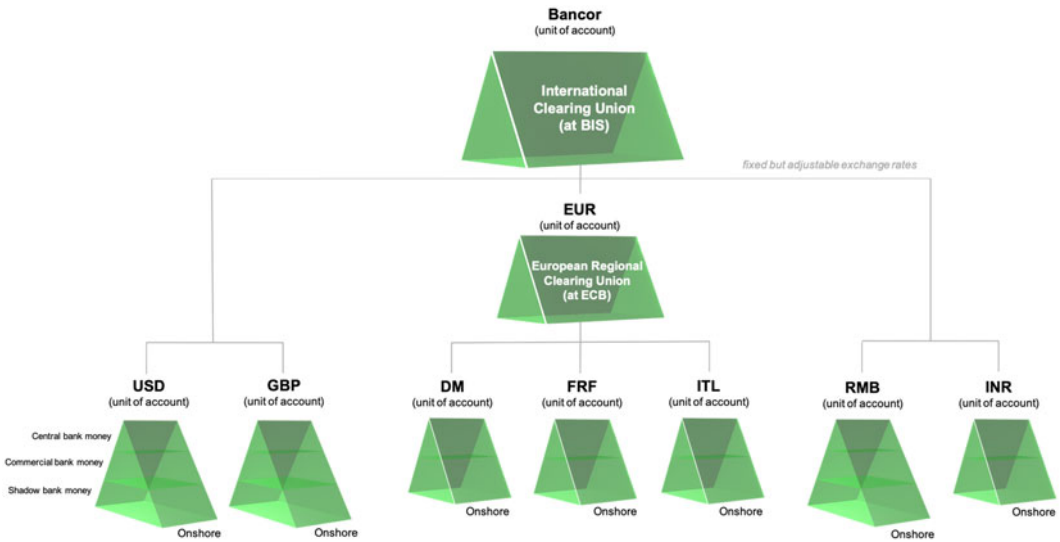 Bancor
(unit of account)
International
Clearing Union
(at BIS)
fixed but adjustable exchange rates
EUR
(unit of account)
European Regional
Clearing Union
(at ECB)
USD
(unit of account)
GBP
(unit of account)
DM
(unit of account)
FRF
(unit of account)
ITL
(unit of account)
RMB
(unit of account)
INR
(unit of account)
Central bank money
Commercial bank money
Shadow bank money
Onshore
Onshore
Onshore
Onshore
Onshore
Onshore
Onshore